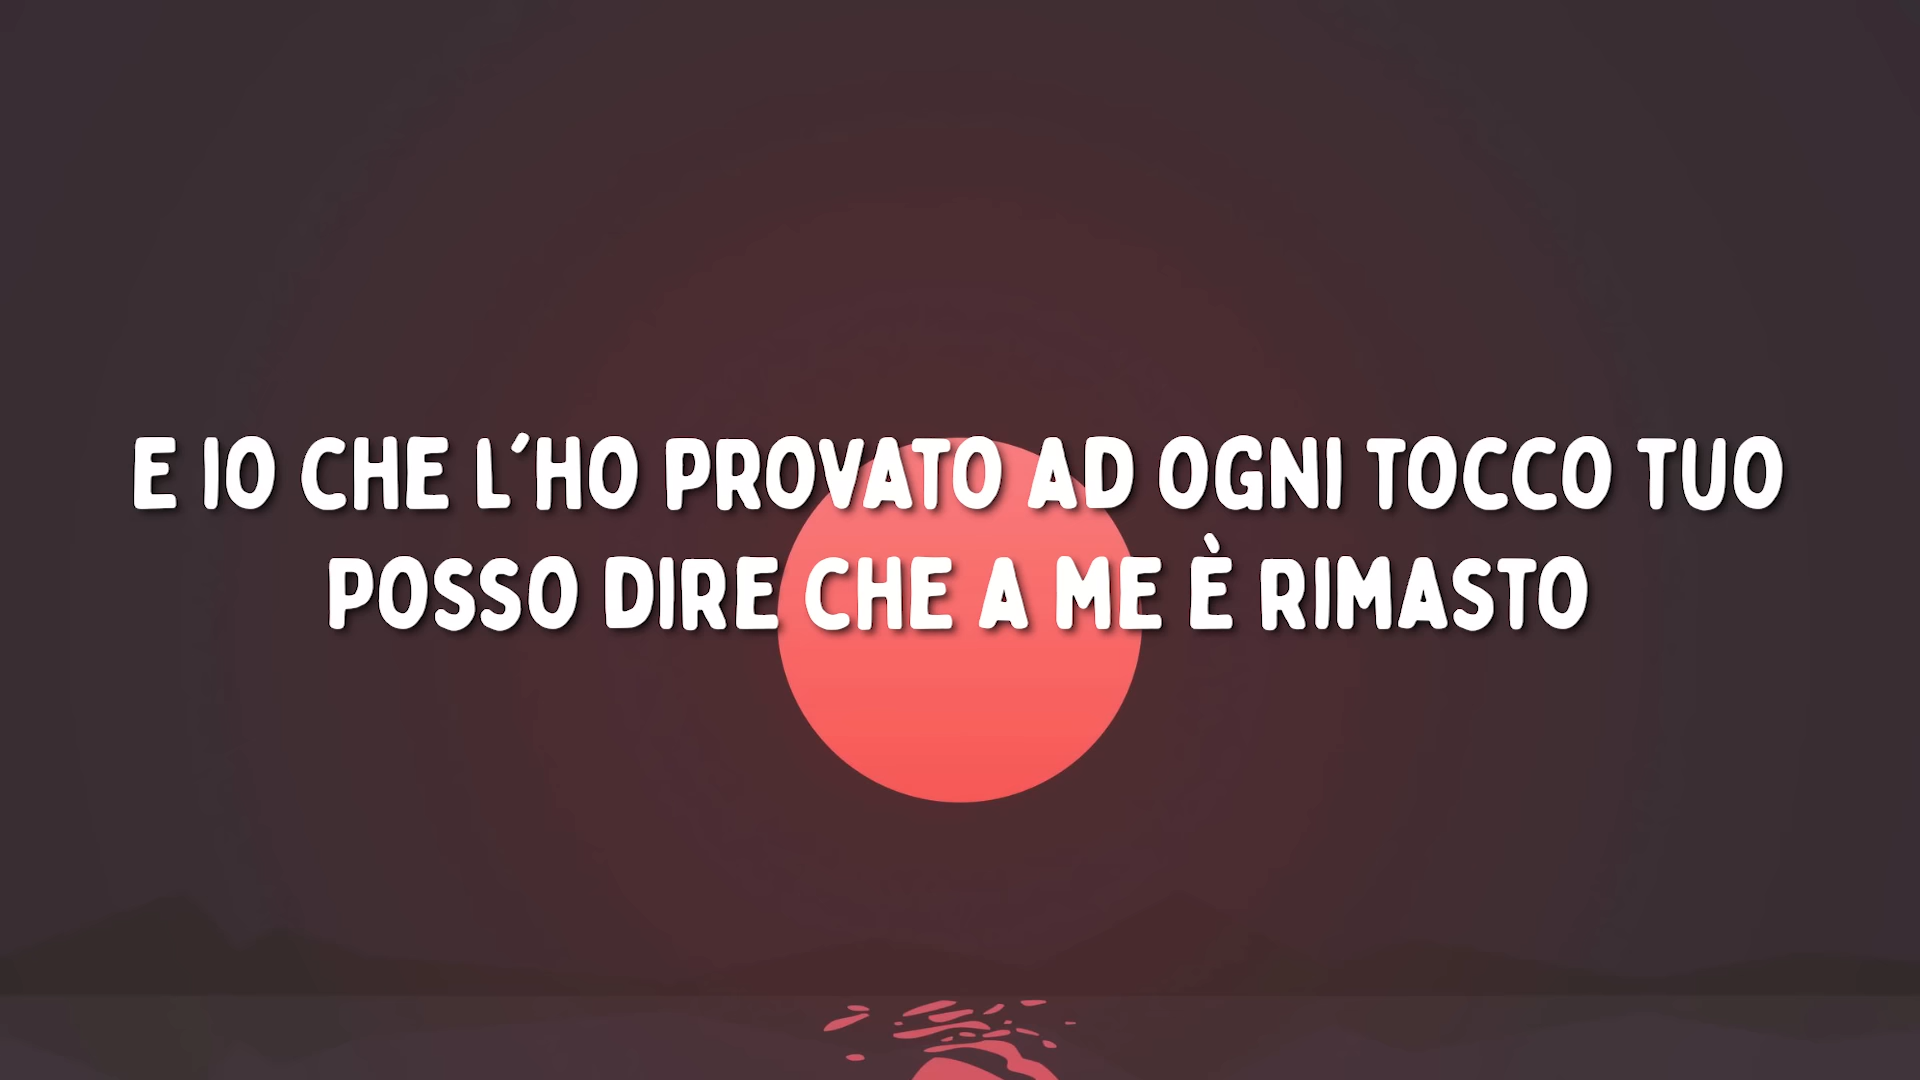 E IO CHE L'HO PROVATO AD OGNI TOCCO TUO
POSSO DIRE CHE A ME È RIMASTO